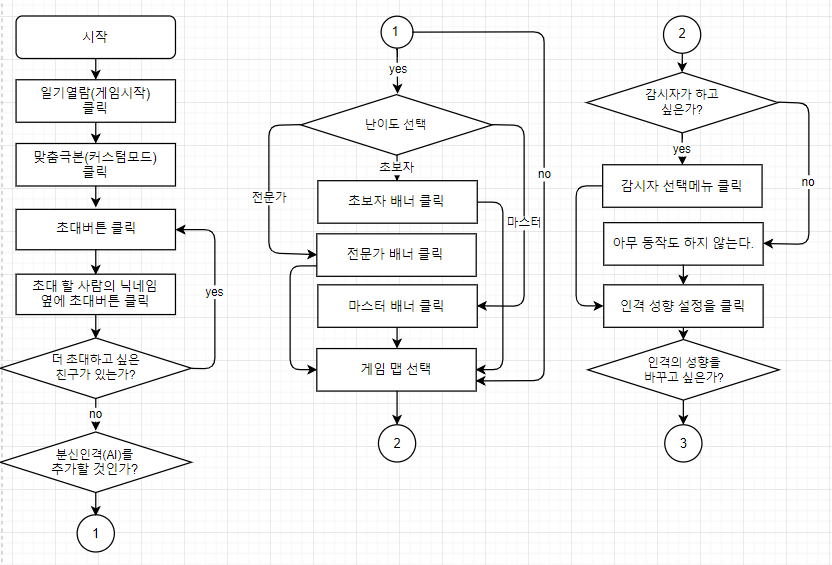 시작
일기열람(게임시작)
클릭
맞춤극본(커스텀모드)
클릭
초대버튼 클릭
초대 할 사람의 닉네임
옆에 초대버튼 클릭
yes
더 초대하고 싶은
친구가 있는가?
no
분신인격(AI)를
추가할 것인가?
1
1
yes
난이도 선택
초보자
no
전문가
초보자 배너 클릭
마스터
전문가 배너 클릭
마스터 배너 클릭
게임 맵 선택
2
2
감시자가 하고
싶은가?
yes
no
감시자 선택메뉴 클릭
아무 동작도 하지 않는다.
인격 성향 설정을 클릭
인격의 성향을
바꾸고 싶은가?
3